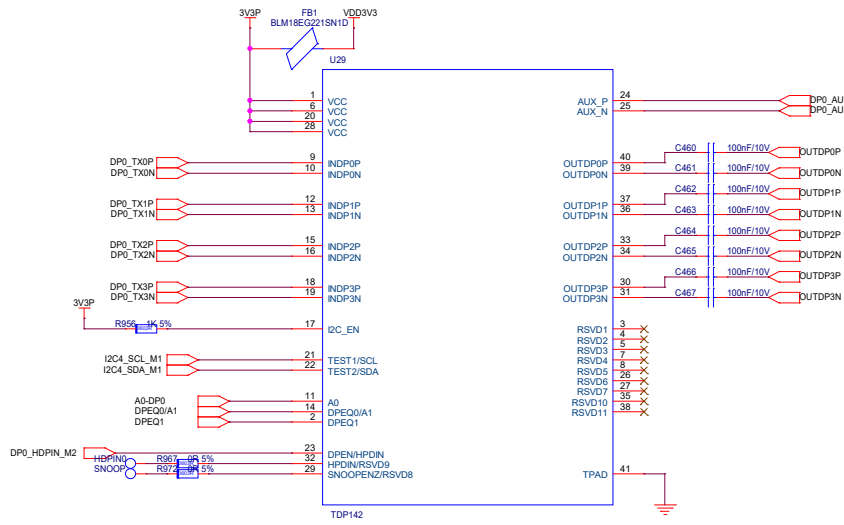 3V3P FB1 VDD3V3
BLM18EG221SN1D
U29
1 VCC
6 VCC
20 VCC
28 VCC
24 AUX_P DP0_AU
25 AUX_N DP0_AU
DP0_TX0P 9 INDP0P
DP0_TX0N 10 INDP0N
DP0_TX1P 12 INDP1P
DP0_TX1N 13 INDP1N
DP0_TX2P 15 INDP2P
DP0_TX2N 16 INDP2N
DP0_TX3P 18 INDP3P
DP0_TX3N 19 INDP3N
OUTDP0P 40 C460 100nF/10V OUTDP0P
OUTDP0N 39 C461 100nF/10V OUTDP0N
OUTDP1P 37 C462 100nF/10V OUTDP1P
OUTDP1N 36 C463 100nF/10V OUTDP1N
OUTDP2P 33 C464 100nF/10V OUTDP2P
OUTDP2N 34 C465 100nF/10V OUTDP2N
OUTDP3P 30 C466 100nF/10V OUTDP3P
OUTDP3N 31 C467 100nF/10V OUTDP3N
3V3P
R956 1K 5% 17 I2C_EN
I2C4_SCL_M1 21 TEST1/SCL
I2C4_SDA_M1 22 TEST2/SDA
A0-DP0 11 A0
DPEQ0/A1 14 DPEQ0/A1
DPEQ1 2 DPEQ1
DP0_HDPIN_M2 23 DPEN/HPDIN
HDPIN0 R967 0R 5% 32 HPDIN/RSVD9
SNOOP R972 0R 5% 29 SNOOPENZ/RSVD8
RSVD1 3
RSVD2 4
RSVD3 5
RSVD4 7
RSVD5 8
RSVD6 26
RSVD7 27
RSVD10 35
RSVD11 38
TPAD 41
TDP142